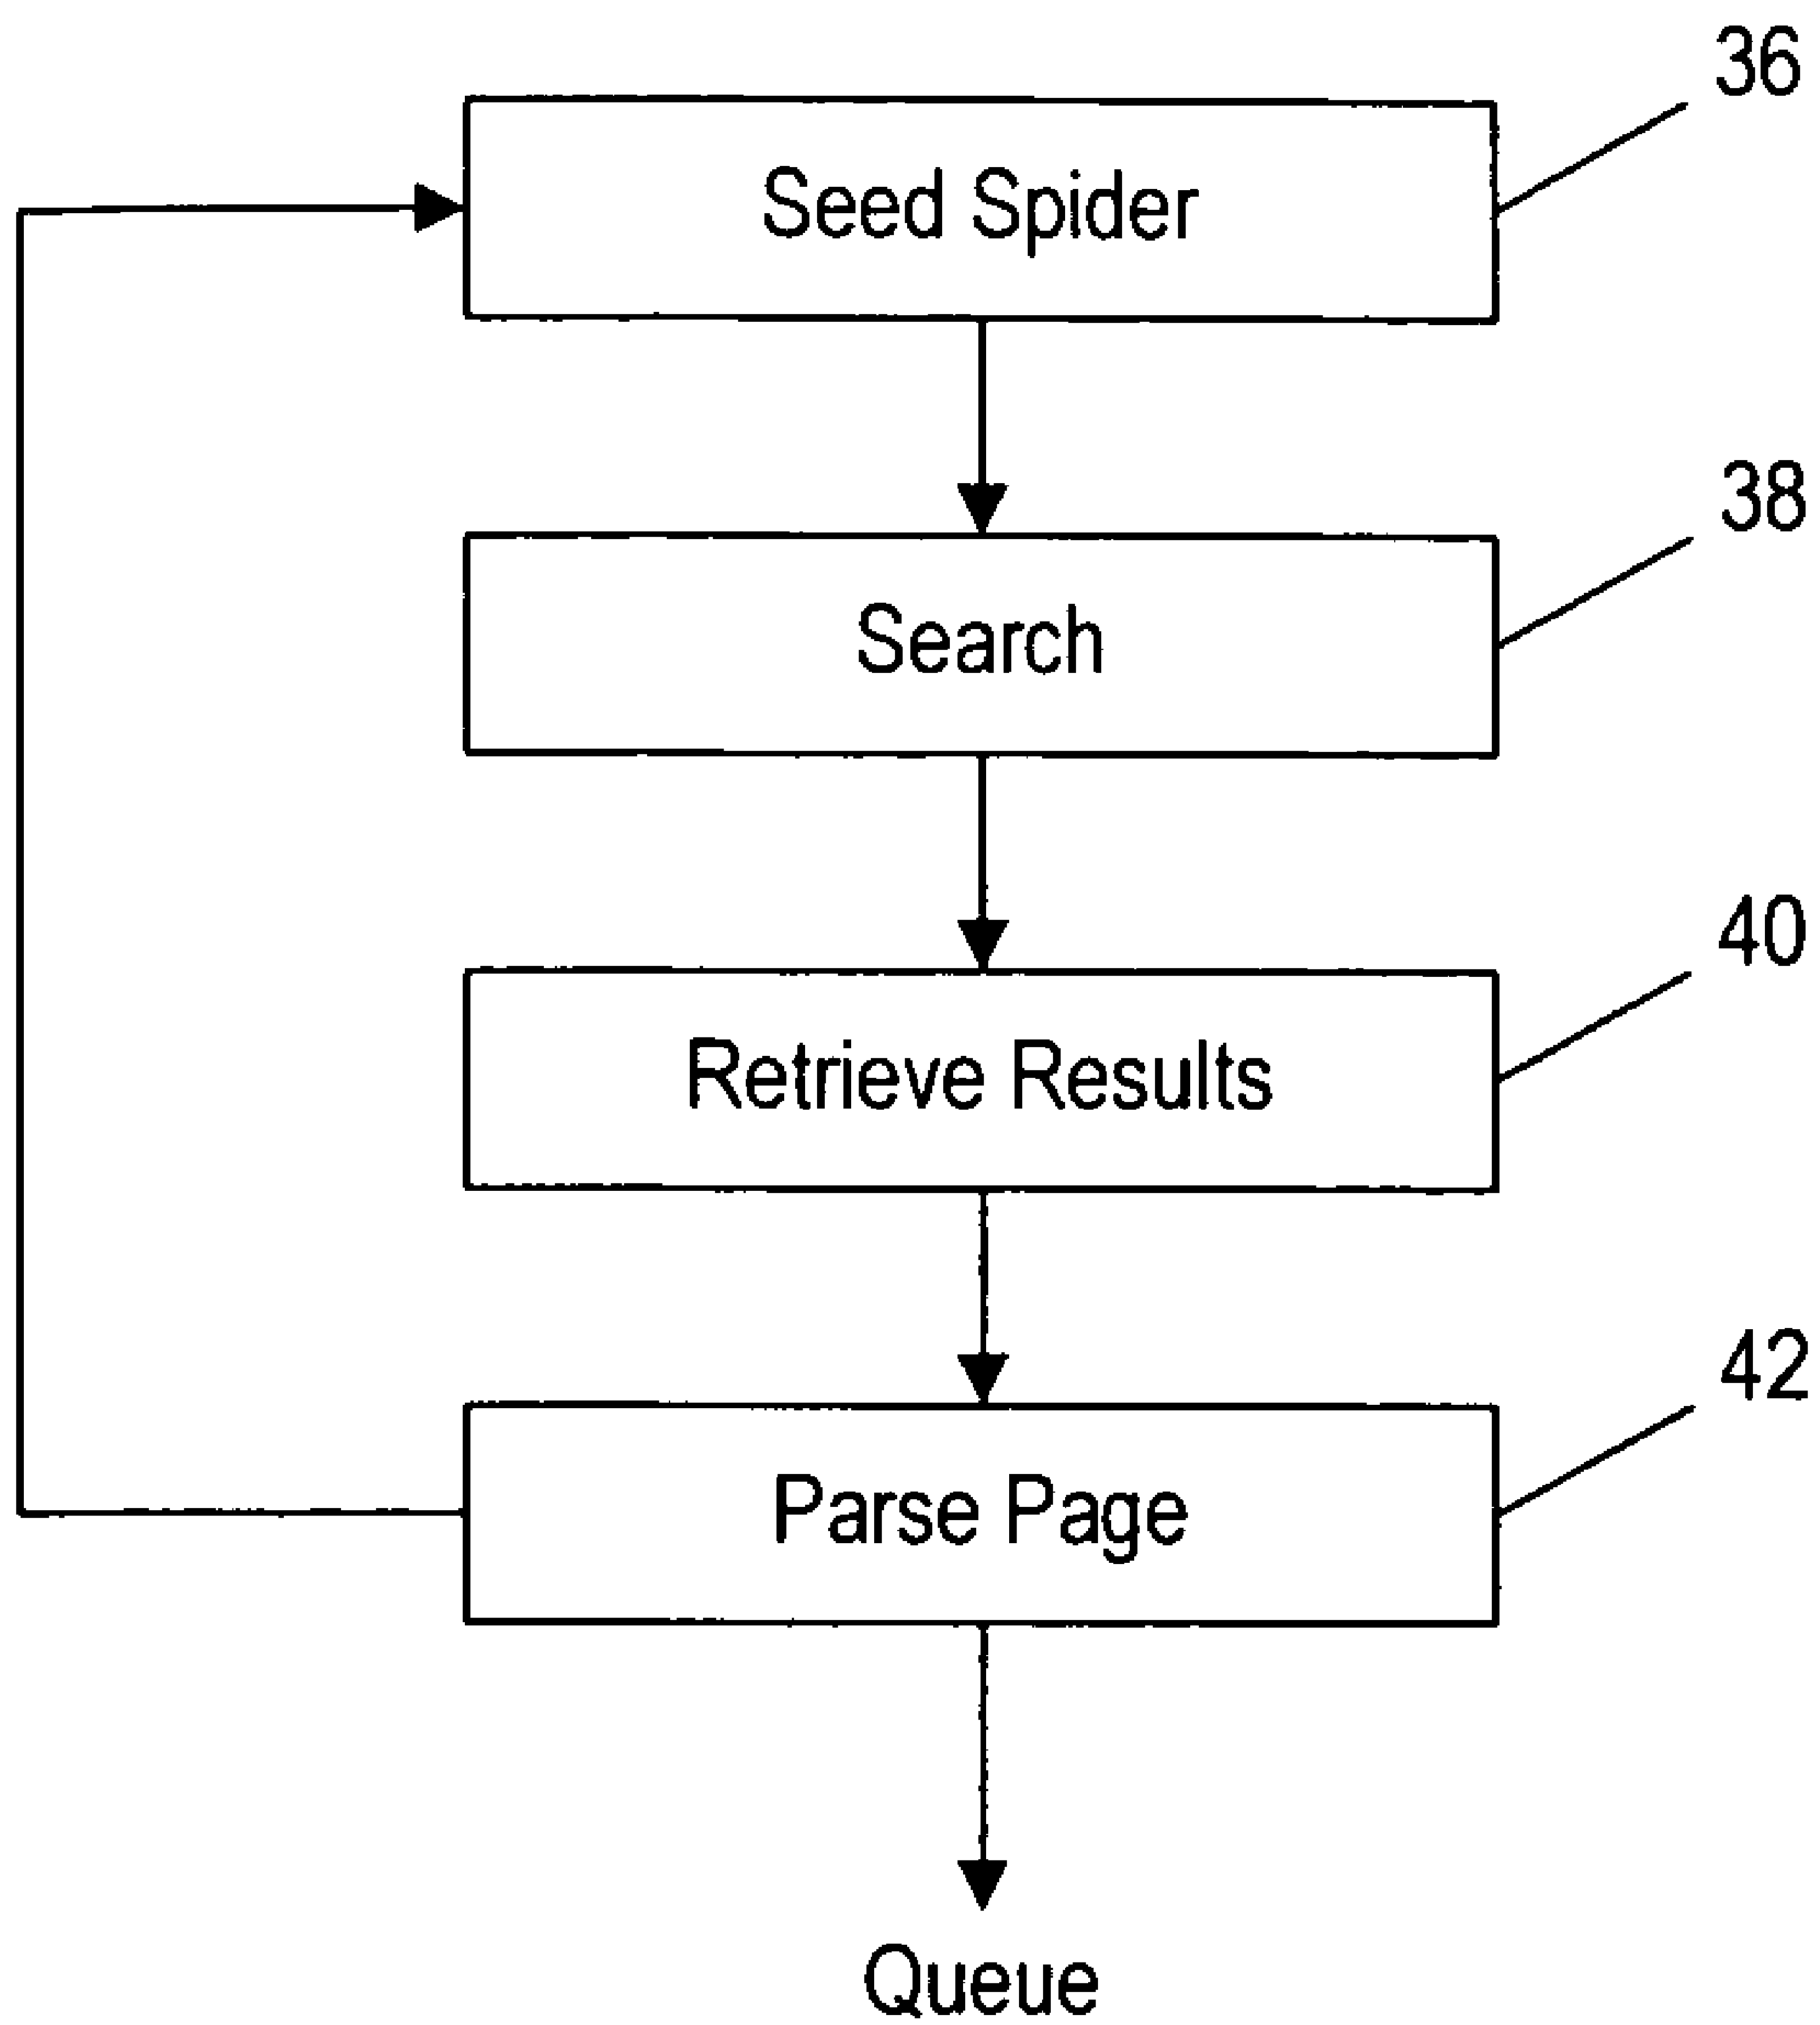 36
Seed Spider
38
Search
40
Retrieve Results
42
Parse Page
Queue